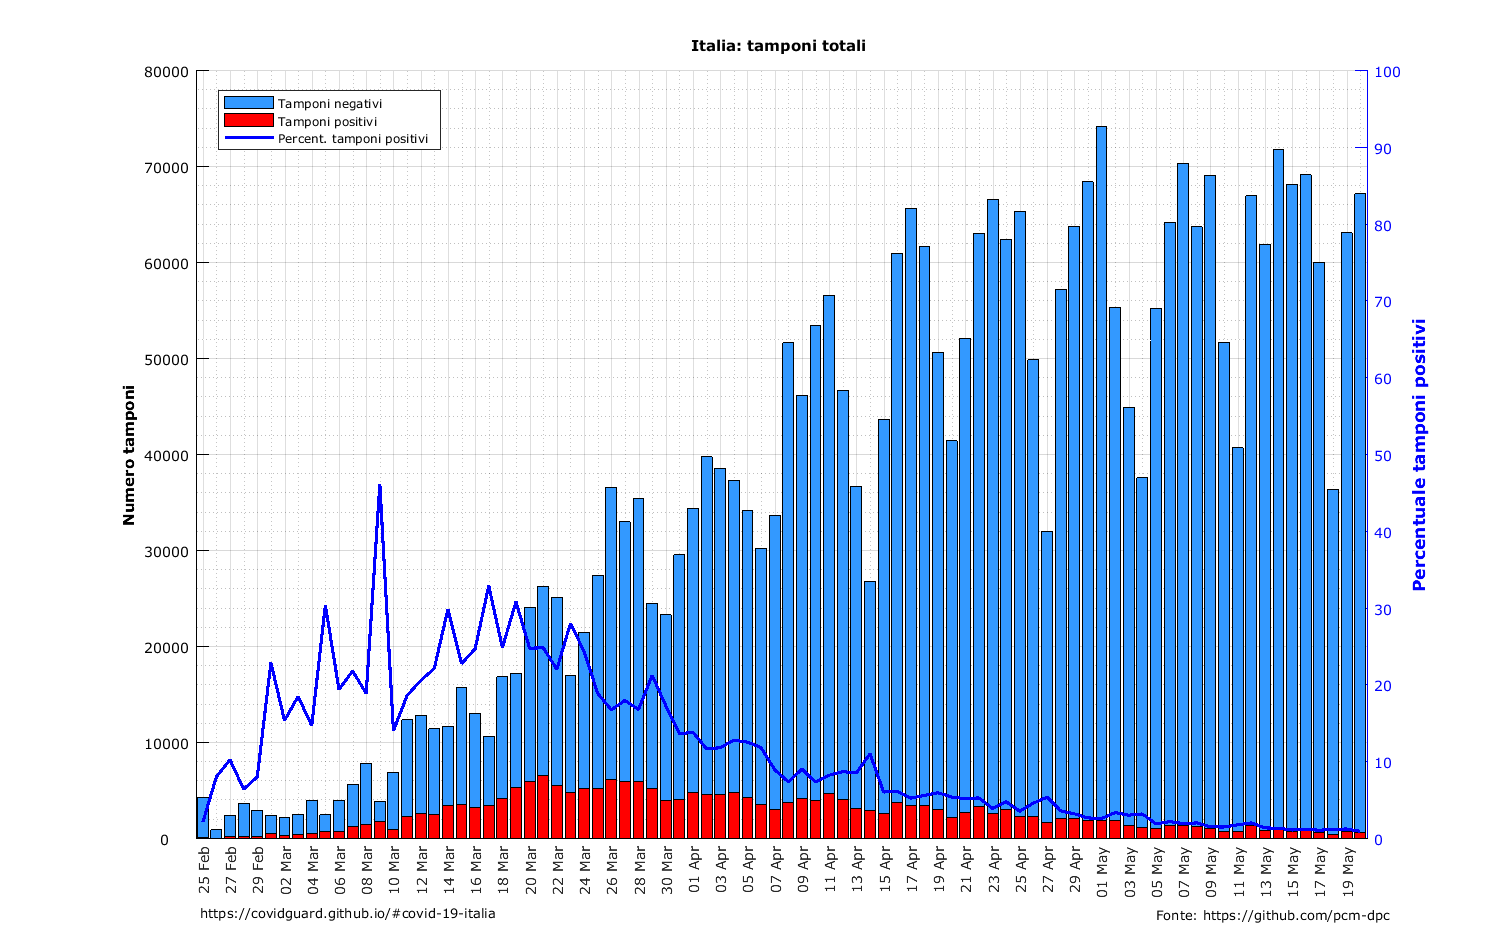 Italia: tamponi totali
80000
70000
60000
50000
40000
30000
20000
10000
0
Numero tamponi
Tamponi negativi
Tamponi positivi
Percent. tamponi positivi
100
90
80
70
60
50
40
30
20
10
0
Percentuale tamponi positivi
25 Feb
27 Feb
29 Feb
02 Mar
04 Mar
06 Mar
08 Mar
10 Mar
12 Mar
14 Mar
16 Mar
18 Mar
20 Mar
22 Mar
24 Mar
26 Mar
28 Mar
30 Mar
01 Apr
03 Apr
05 Apr
07 Apr
09 Apr
11 Apr
13 Apr
15 Apr
17 Apr
19 Apr
21 Apr
23 Apr
25 Apr
27 Apr
29 Apr
01 May
03 May
05 May
07 May
09 May
11 May
13 May
15 May
17 May
19 May
https://covidguard.github.io/#covid-19-italia
Fonte: https://github.com/pcm-dpc